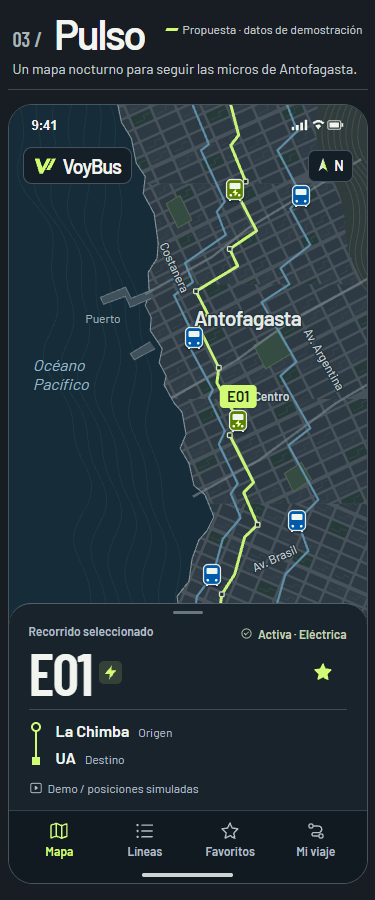 03 / Pulso
Propuesta · datos de demostración
Un mapa nocturno para seguir las micros de Antofagasta.
9:41
VoyBus
N
Costanera
Puerto
Antofagasta
Av. Argentina
Océano
Pacífico
E01
Centro
Av. Brasil
Recorrido seleccionado
Activa · Eléctrica
E01
La Chimba Origen
UA Destino
Demo / posiciones simuladas
Mapa
Líneas
Favoritos
Mi viaje